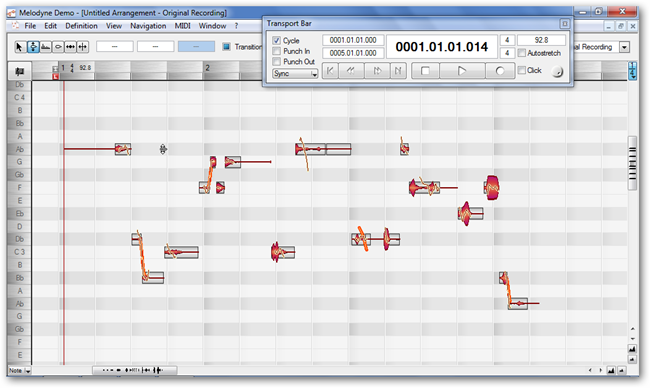 Melodyne Demo - [Untitled Arrangement - Original Recording]
File Edit Definition View Navigation MIDI Window ?
Transport Bar
Cycle 0001.01.01.000 0001.01.01.014 4 92.8
Punch In 0005.01.01.000 4 Autostretch
Punch Out
Sync Click
--- --- nal Recording
1 4 4 92.8 2
Db
C 4
B
Bb
A
Ab
G
Gb
F
E
Eb
D
Db
C 3
B
Bb
A
Ab
G
Gb
F
E
Note